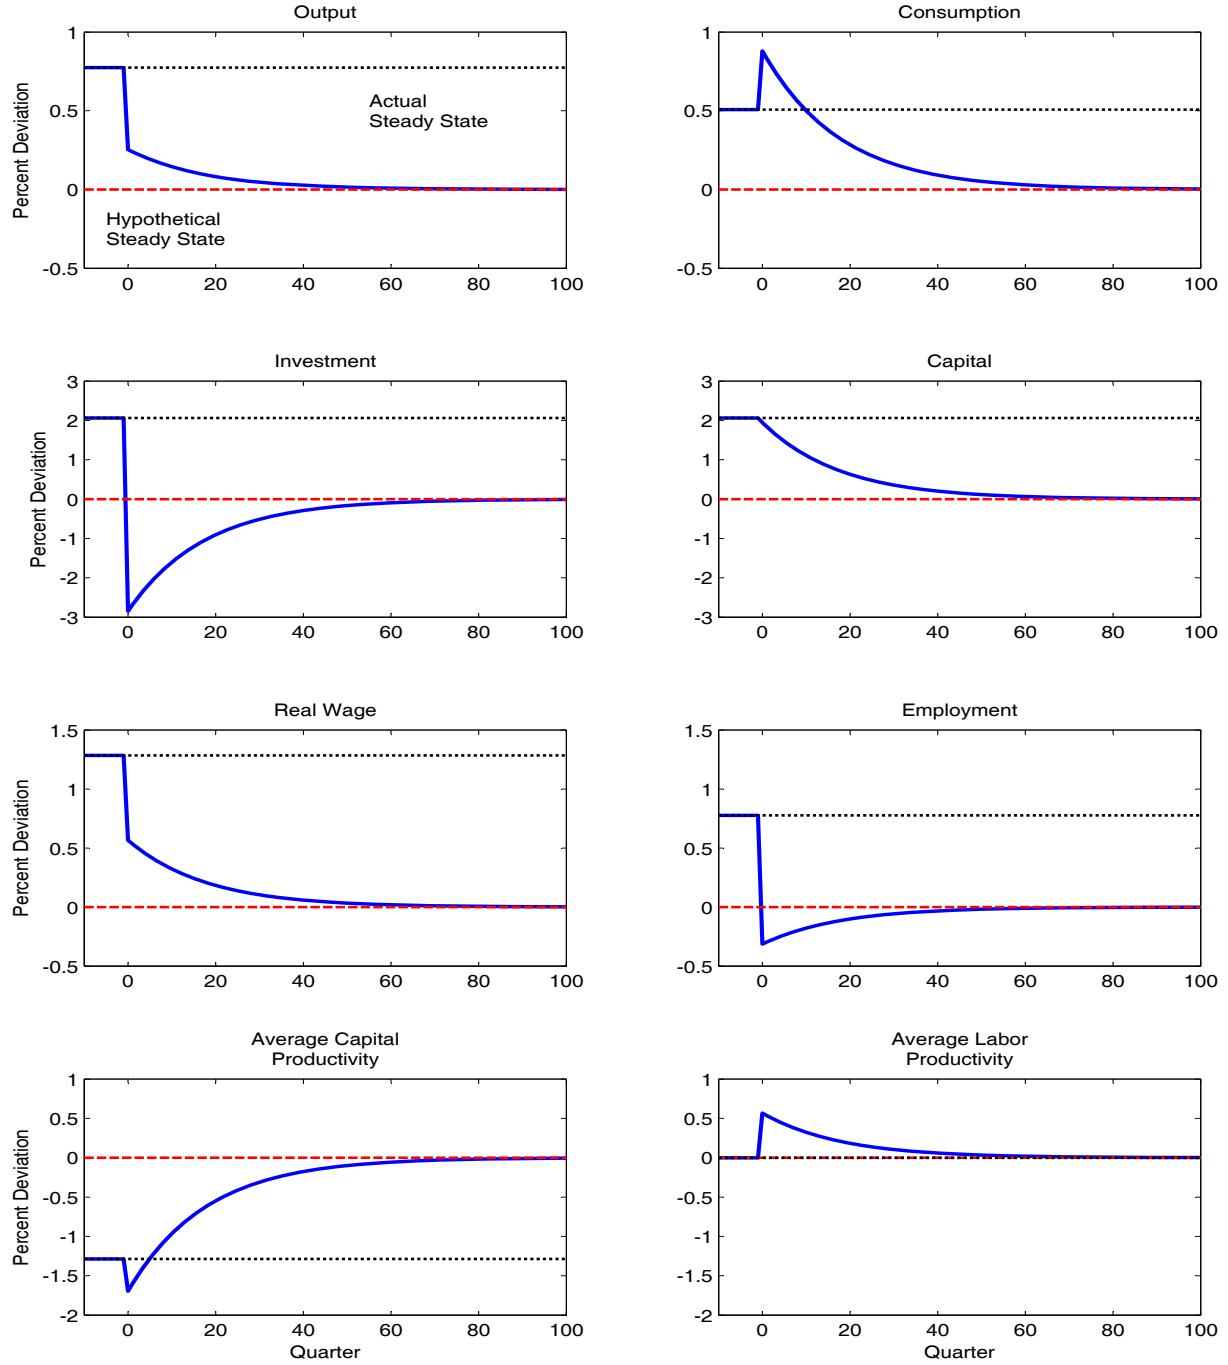 Output
1
0.5
0
-0.5
Percent Deviation
Actual
Steady State
Hypothetical
Steady State
0 20 40 60 80 100
Consumption
1
0.5
0
-0.5
0 20 40 60 80 100
Investment
3
2
1
0
-1
-2
-3
Percent Deviation
0 20 40 60 80 100
Capital
3
2
1
0
-1
-2
-3
0 20 40 60 80 100
Real Wage
1.5
1
0.5
0
-0.5
Percent Deviation
0 20 40 60 80 100
Employment
1.5
1
0.5
0
-0.5
0 20 40 60 80 100
Average Capital
Productivity
1
0.5
0
-0.5
-1
-1.5
-2
Percent Deviation
0 20 40 60 80 100
Quarter
Average Labor
Productivity
1
0.5
0
-0.5
-1
-1.5
-2
0 20 40 60 80 100
Quarter